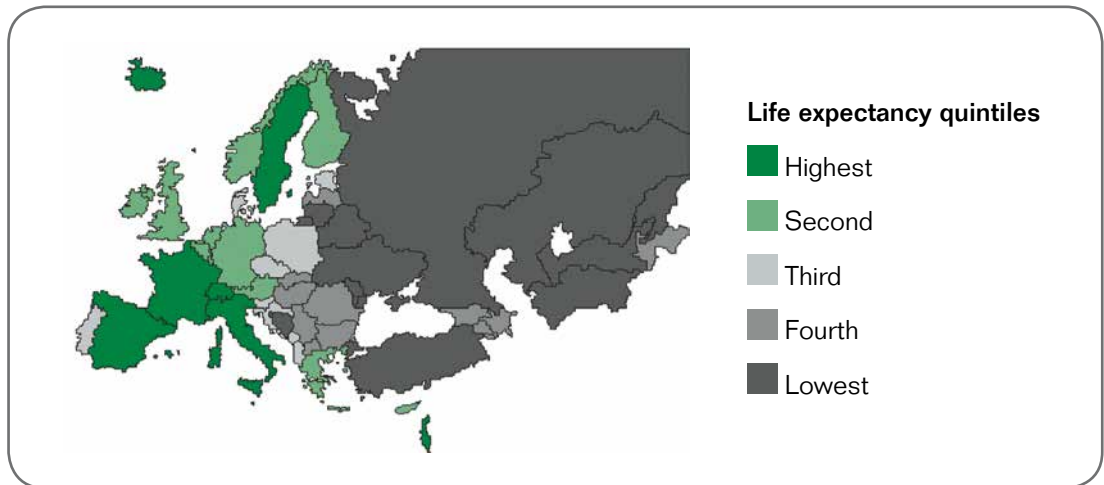 Life expectancy quintiles
Highest
Second
Third
Fourth
Lowest